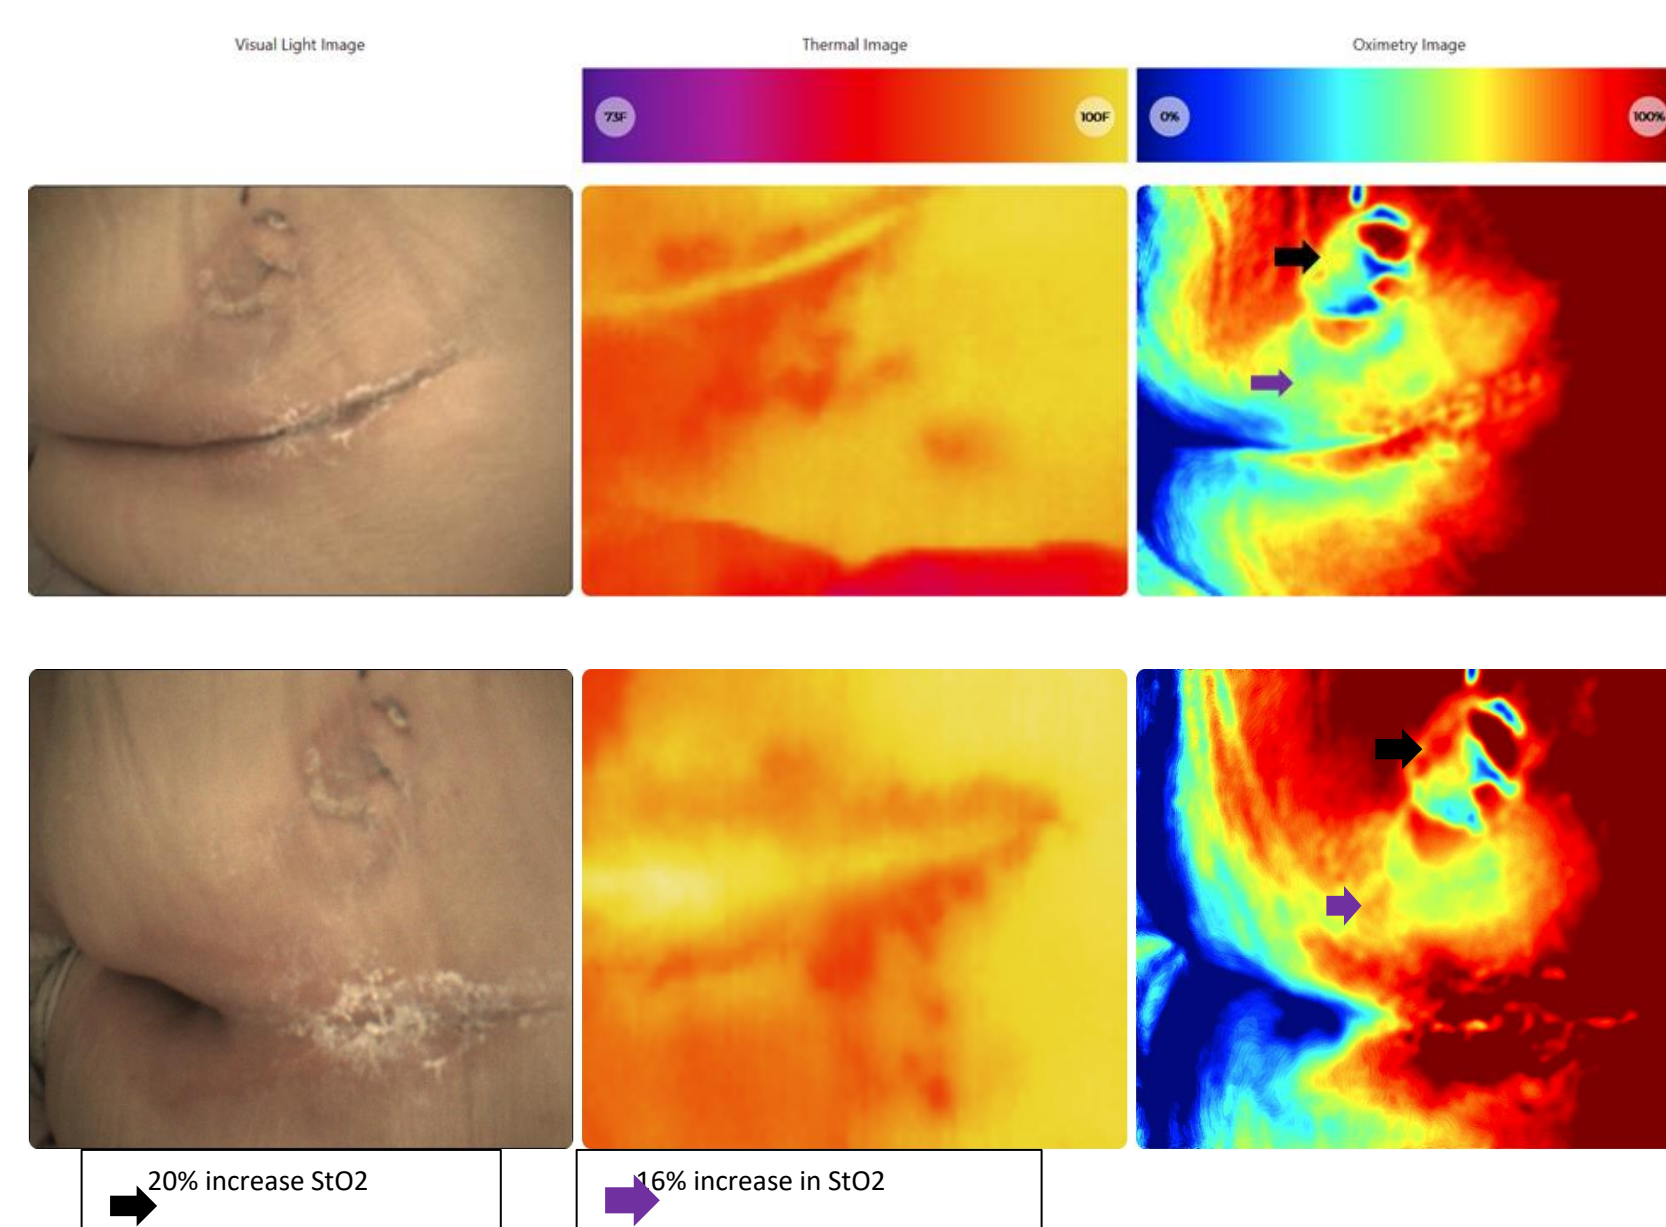 Visual Light Image
Thermal Image
Oximetry Image
73F
100F
0%
100%
20% increase StO2
16% increase in StO2